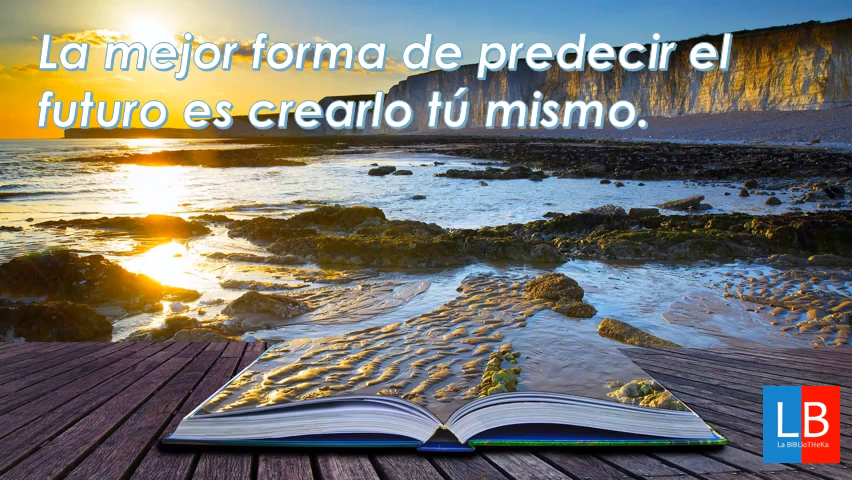 La mejor forma de predecir el
futuro es crearlo tú mismo.
LB
La BIBLioTHeKa